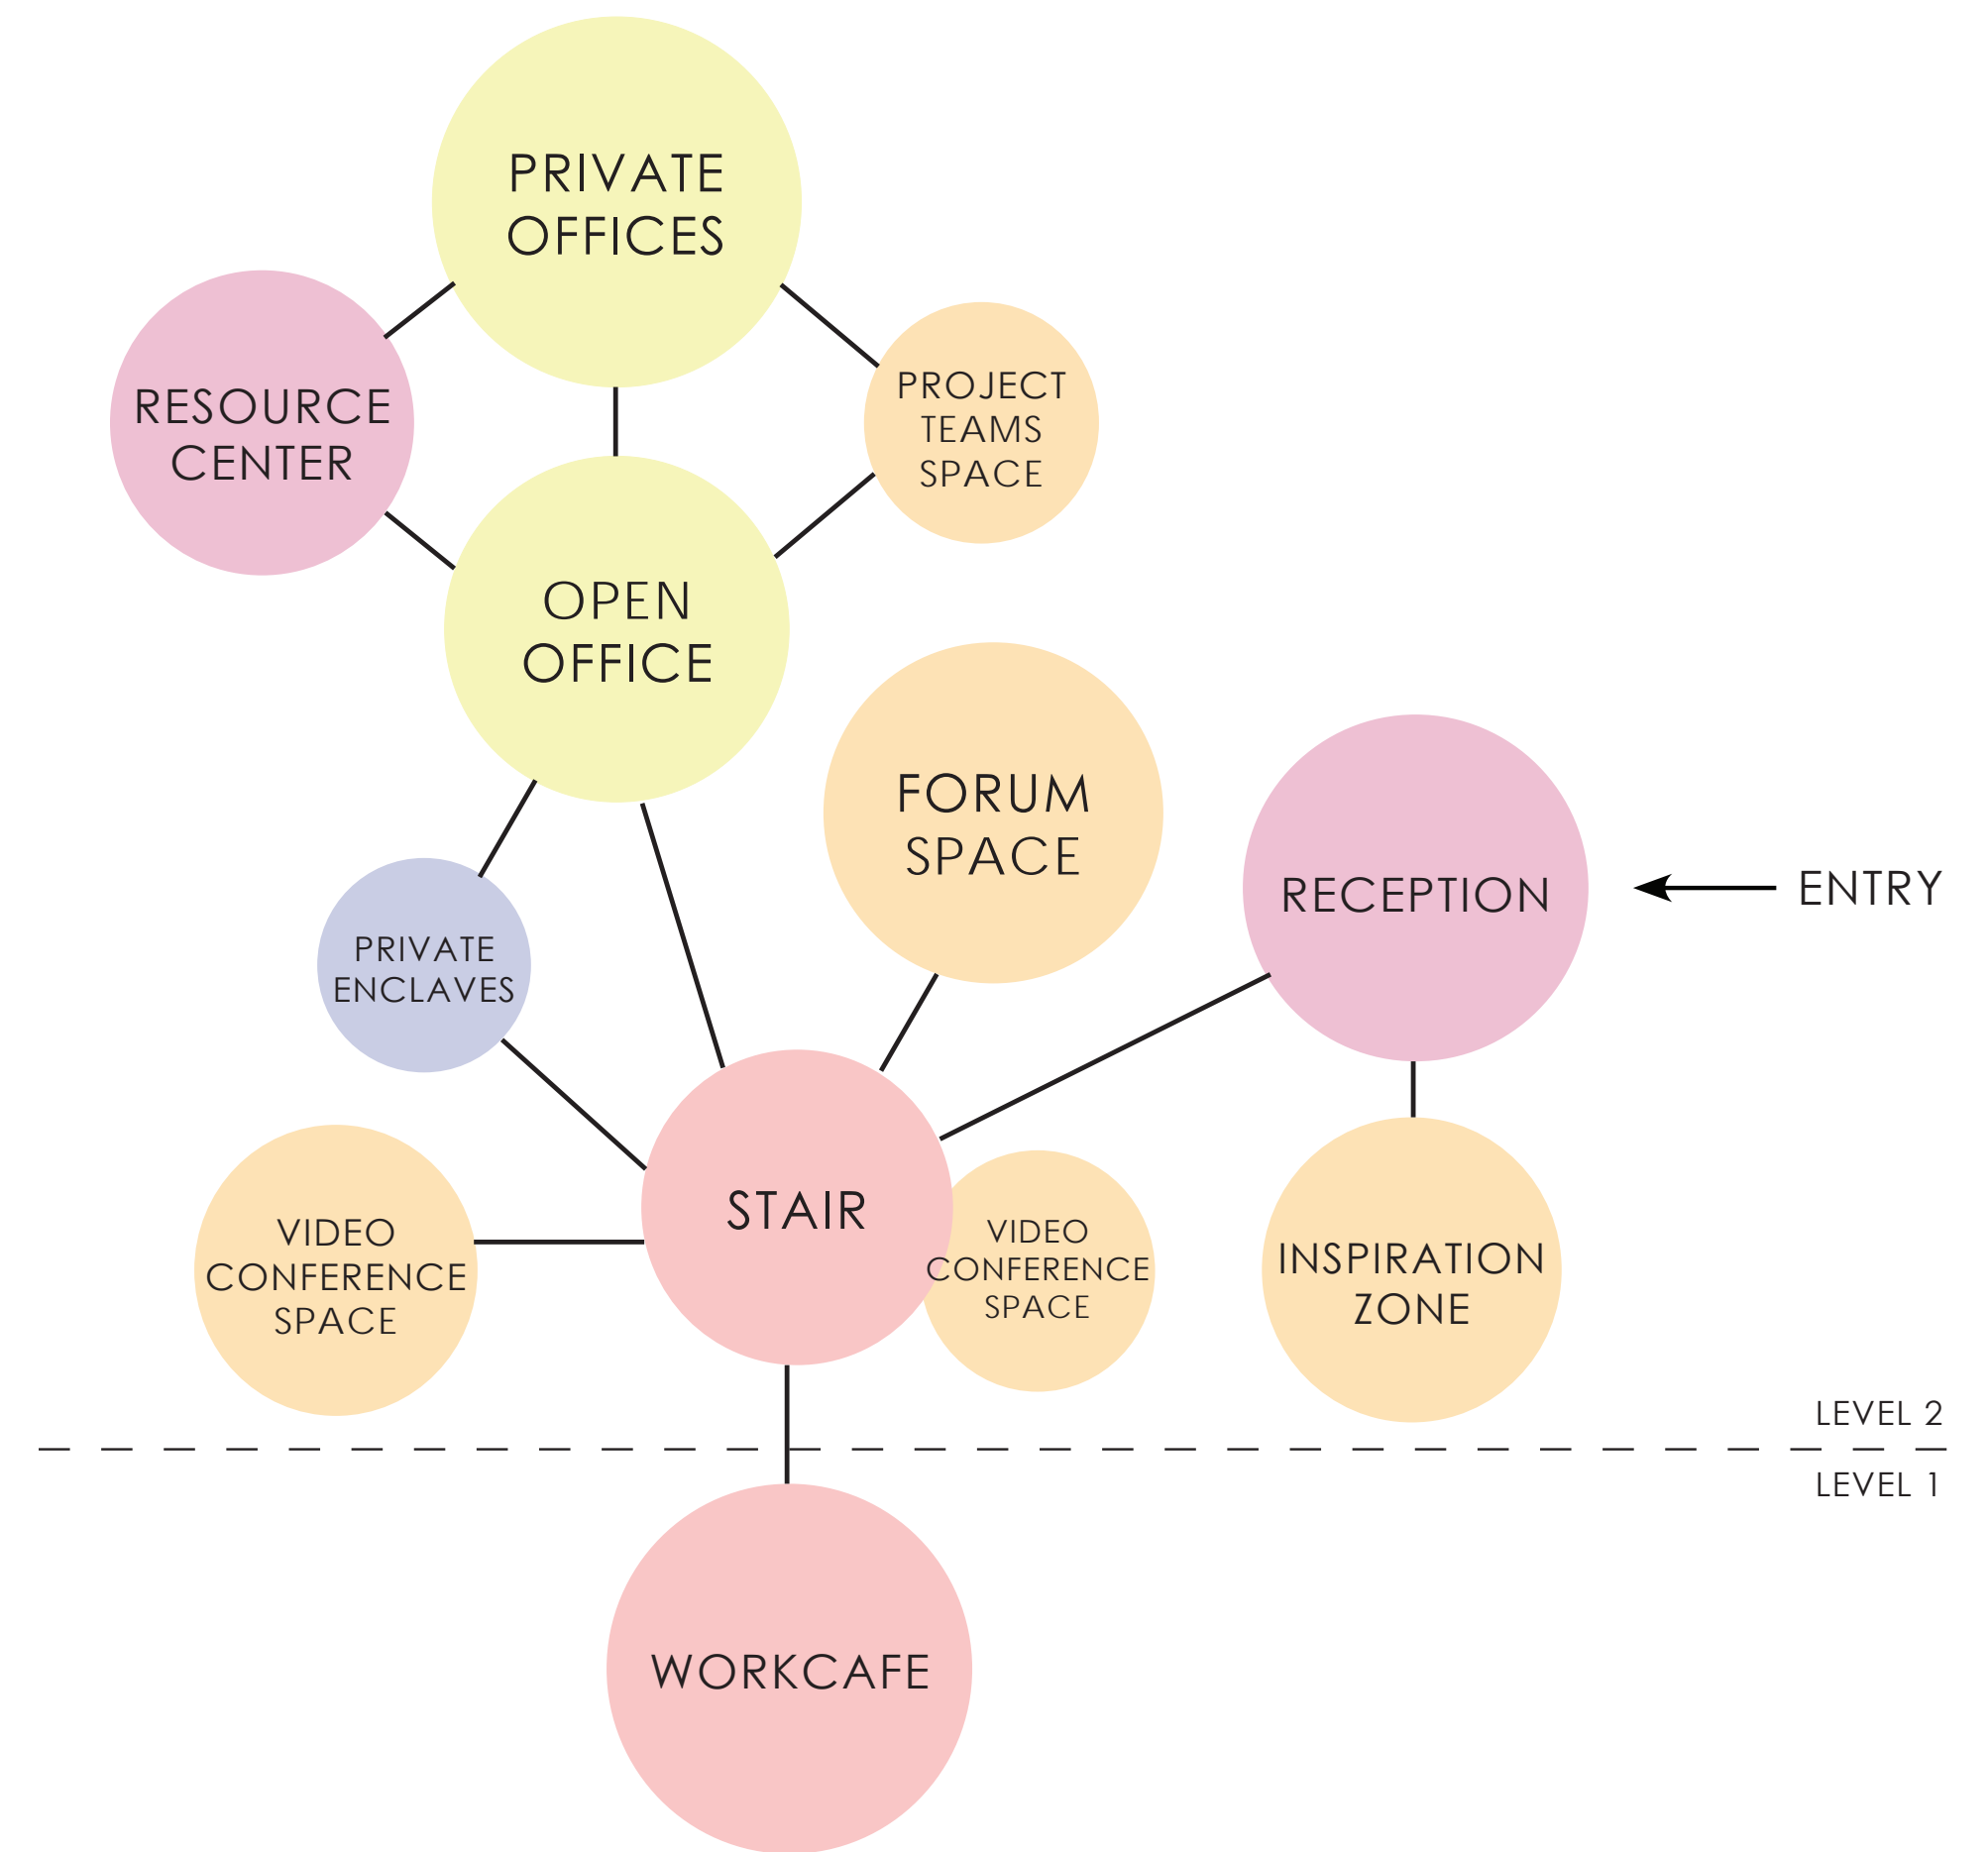 PRIVATE
OFFICES
RESOURCE
CENTER
PROJECT
TEAMS
SPACE
OPEN
OFFICE
FORUM
SPACE
RECEPTION
ENTRY
PRIVATE
ENCLAVES
STAIR
VIDEO
CONFERENCE
SPACE
VIDEO
CONFERENCE
SPACE
INSPIRATION
ZONE
LEVEL 2
LEVEL 1
WORKCAFE